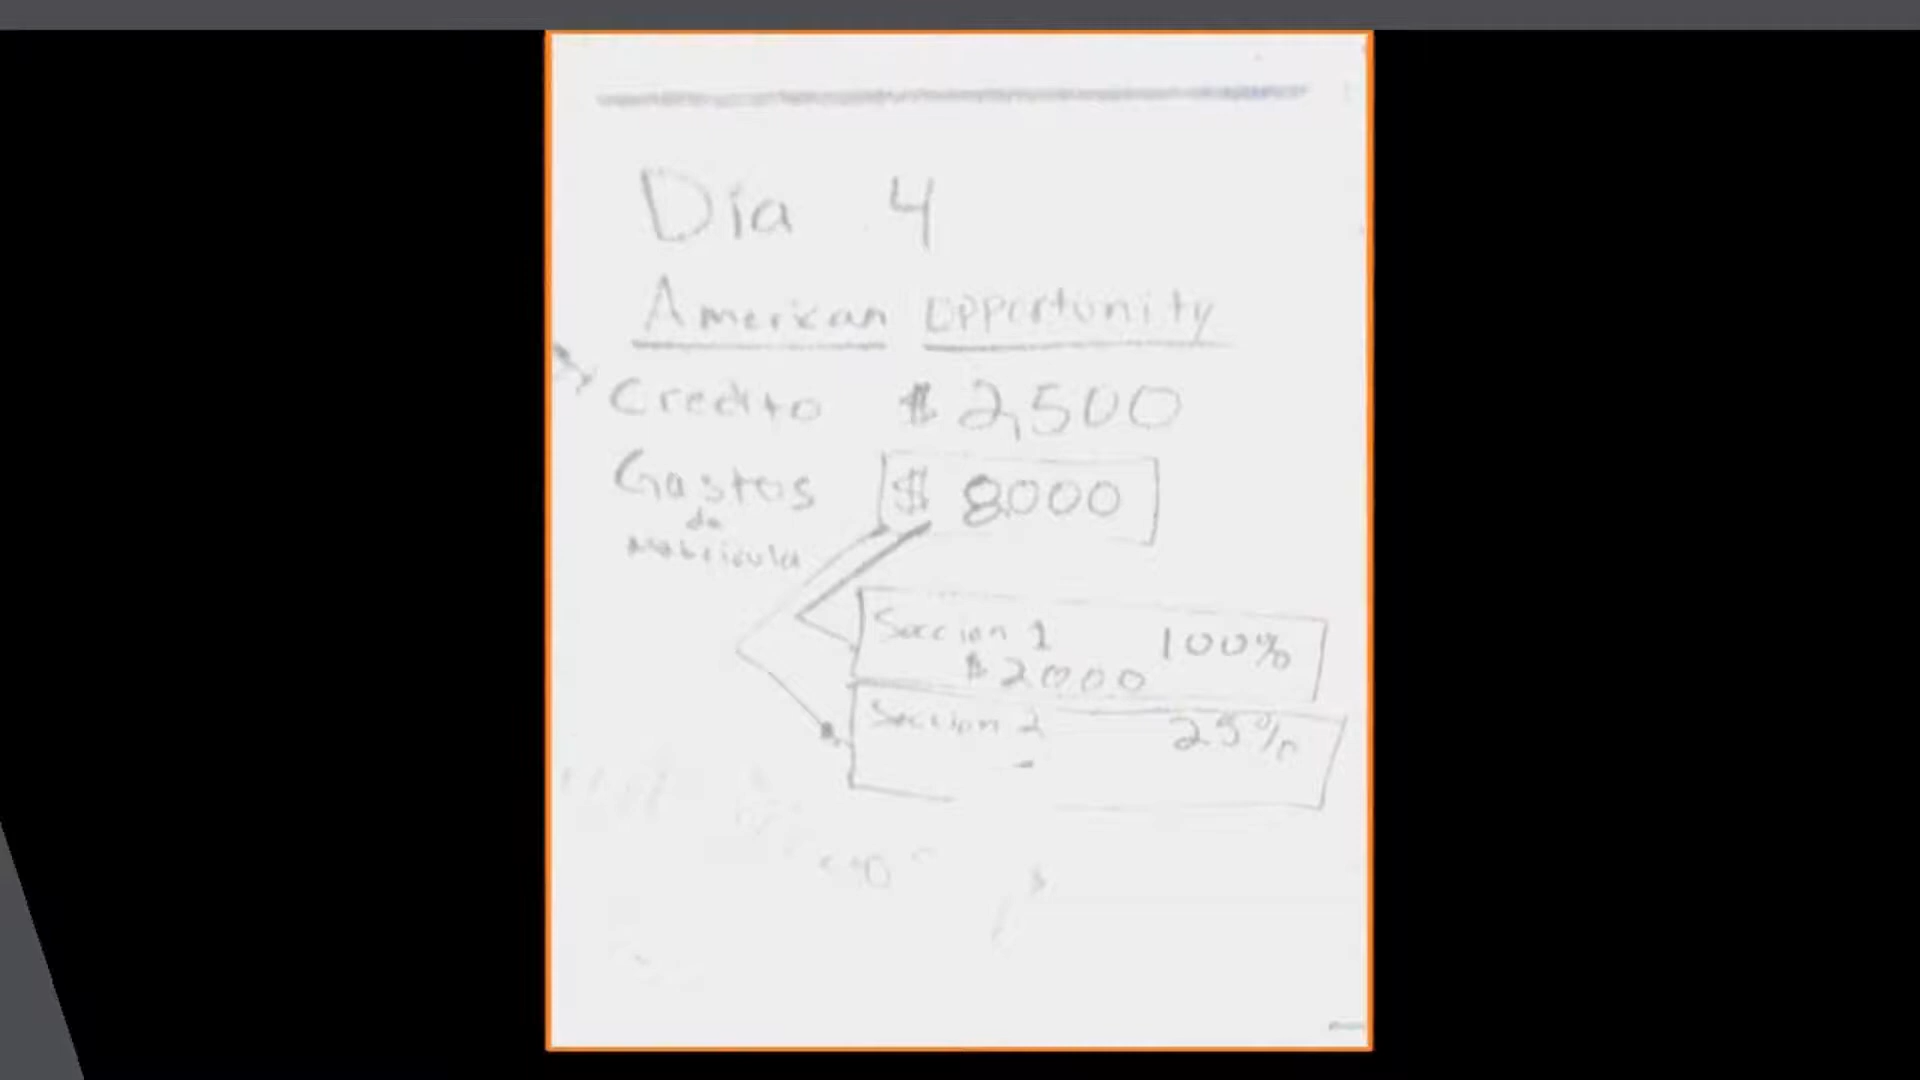 Dia 4
American Opportunity
Credito $ 2,500
Gastos $ 8000
de
Matricula
Seccion 1 100%
$ 2000
Seccion 2 25%